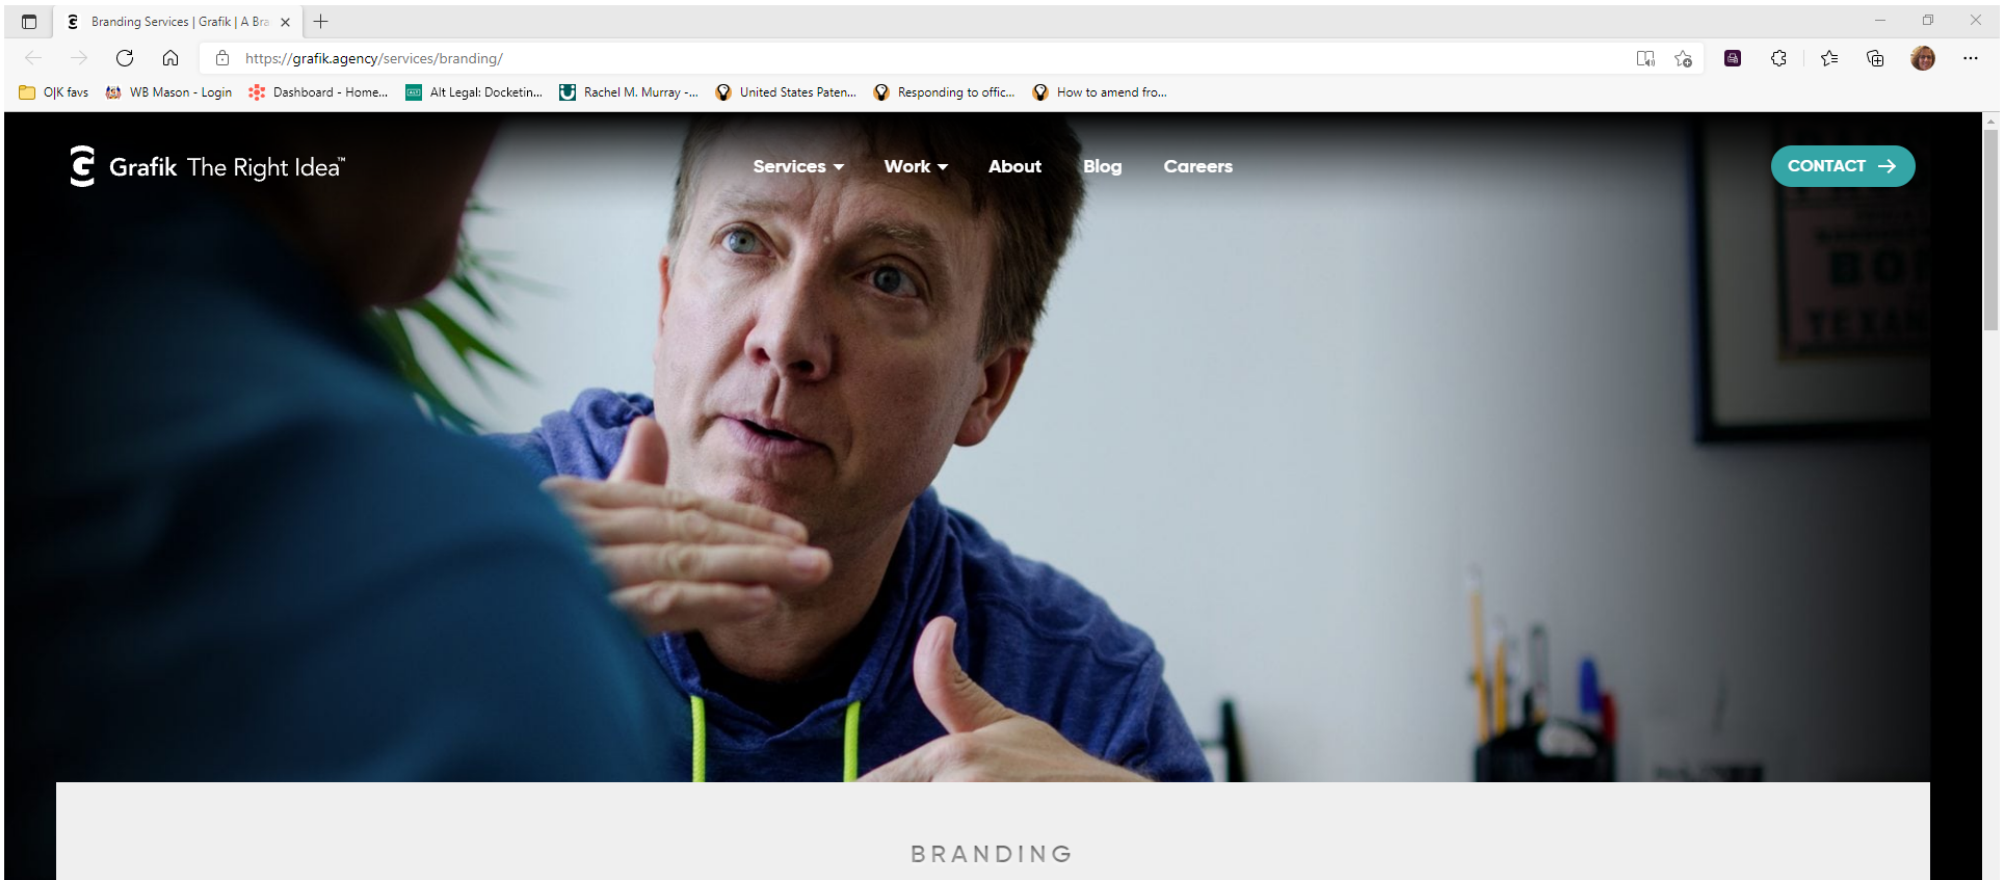 Branding Services | Grafik | A Bra
https://grafik.agency/services/branding/
O|K favs WB Mason - Login Dashboard - Home... Alt Legal: Docketin... Rachel M. Murray -... United States Paten... Responding to offic... How to amend fro...
Grafik The Right Idea™ Services Work About Blog Careers CONTACT
BRANDING